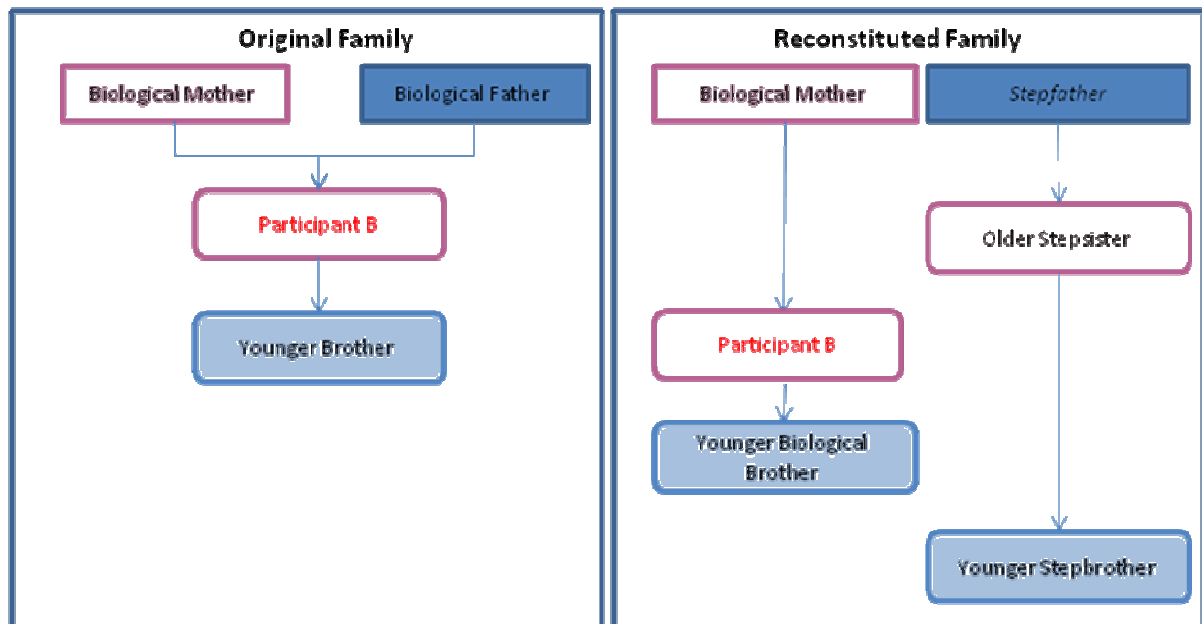 Original Family
Biological Mother
Biological Father
Participant B
Younger Brother
Reconstituted Family
Biological Mother
Stepfather
Older Stepsister
Participant B
Younger Biological
Brother
Younger Stepbrother